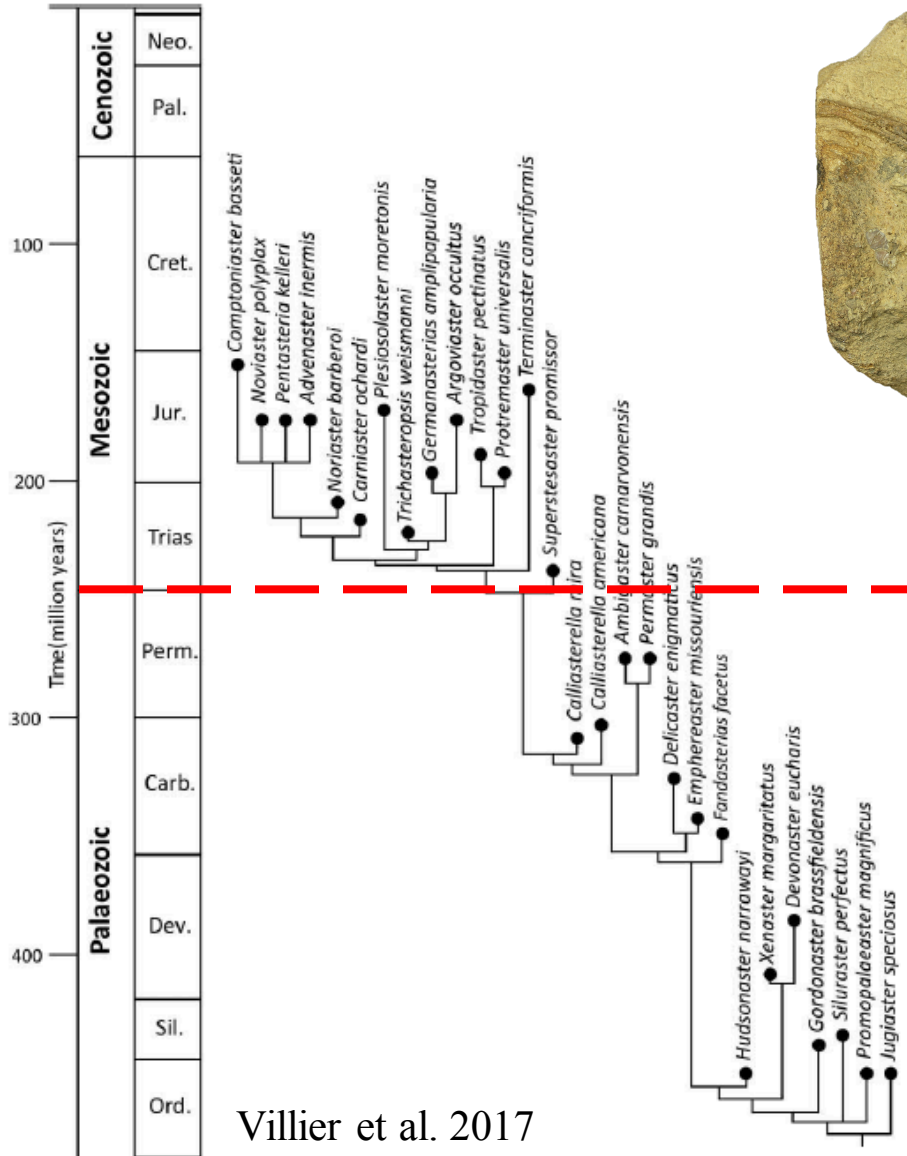 Time(million years)
100
200
300
400
Cenozoic
Mesozoic
Palaeozoic
Neo.
Pal.
Cret.
Jur.
Trias
Perm.
Carb.
Dev.
Sil.
Ord.
Comptoniaster basseti
Noviaster polyplax
Pentasteria kelleri
Advenaster inermis
Noriaster barberoi
Carniaster ochardi
Plesiosolaster moretonis
Trichasteropsis weismanni
Germanasterias amplipapularia
Argoviaster occultus
Tropidaster pectinatus
Protremaster universalis
Terminaster cancriformis
Superstesaster promissor
Calliasterella mira
Calliasterella americana
Ambigaster carnarvonensis
Permaster grandis
Delicaster enigmaticus
Emphereaster missouriensis
Fandasterias facetus
Hudsonaster narrawayi
Xenaster margaritatus
Devonaster eucharis
Gordonaster brassfieldensis
Siluraster perfectus
Promopalaeaster magnificus
Jugiaster speciosus
Villier et al. 2017